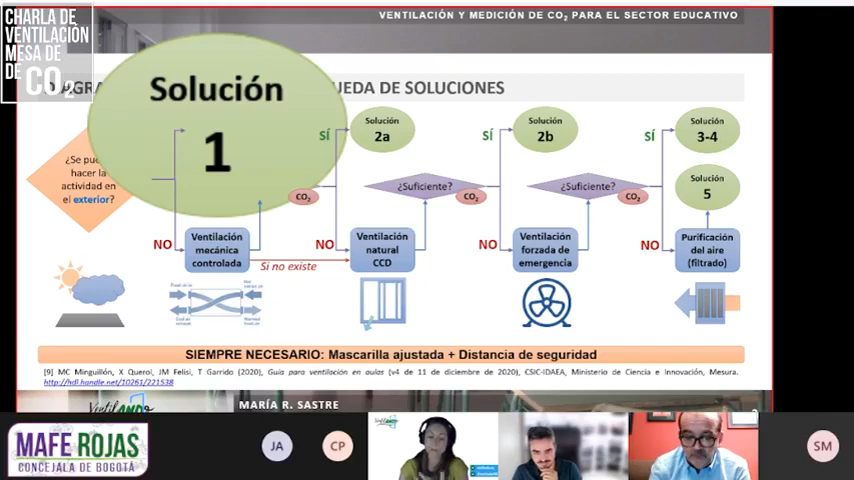 VENTILACIÓN Y MEDICIÓN DE CO₂ PARA EL SECTOR EDUCATIVO
CHARLA DE
VENTILACIÓN
MESA DE
DE CO₂
DE SOLUCIONES
Solución
1
¿Se
hacer la
actividad en
el exterior?
NO
Ventilación
mecánica
controlada
Si no existe
SÍ
CO₂
NO
Solución
2a
Ventilación
natural
CCD
¿Suficiente?
CO₂
SÍ
NO
Solución
2b
Ventilación
forzada de
emergencia
¿Suficiente?
CO₂
SÍ
NO
Solución
3-4
Solución
5
Purificación
del aire
(filtrado)
SIEMPRE NECESARIO: Mascarilla ajustada + Distancia de seguridad
[9] MC Minguillón, X Querol, JM Felisi, T Garrido (2020), Guía para ventilación en aulas (v4 de 11 de diciembre de 2020), CSIC-IDAEA, Ministerio de Ciencia e Innovación, Mesura.
http://hdl.handle.net/10261/221538
VentilANDo
MARÍA R. SASTRE
MAFE ROJAS
CONCEJALA DE BOGOTÁ
JA
CP
SM